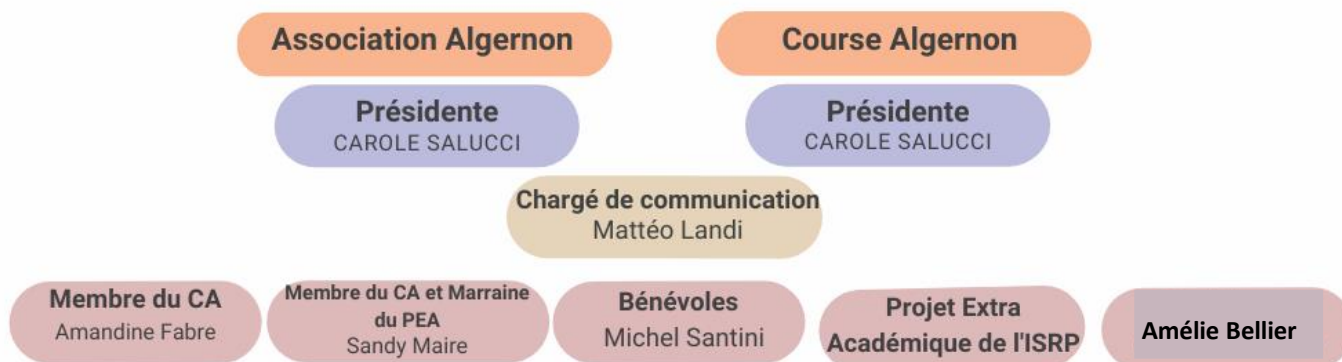 Association Algernon
Course Algernon
Présidente
CAROLE SALUCCI
Présidente
CAROLE SALUCCI
Chargé de communication
Mattéo Landi
Membre du CA
Amandine Fabre
Membre du CA et Marraine
du PEA
Sandy Maire
Bénévoles
Michel Santini
Projet Extra
Académique de l'ISRP
Amélie Bellier